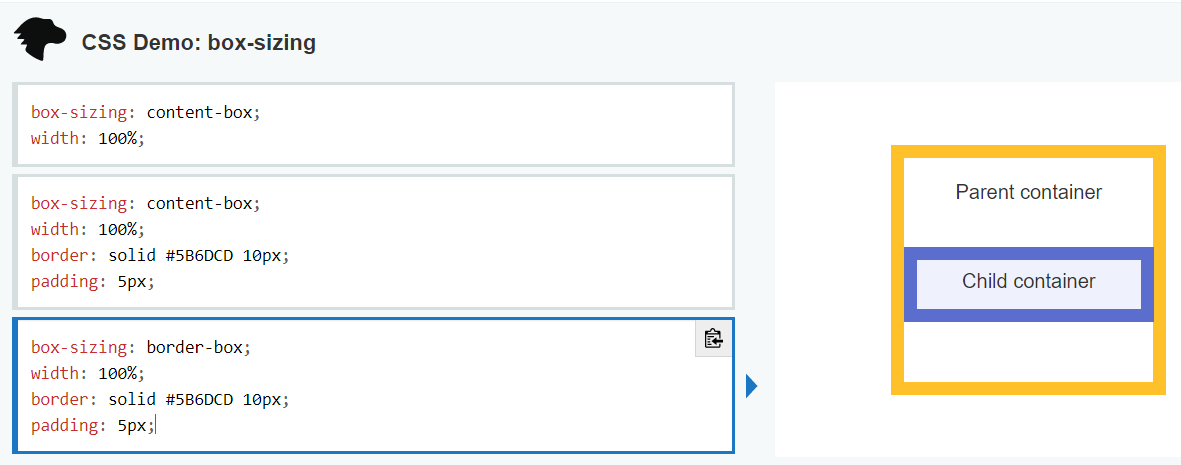 CSS Demo: box-sizing
box-sizing: content-box;
width: 100%;
box-sizing: content-box;
width: 100%;
border: solid #5B6DCD 10px;
padding: 5px;
box-sizing: border-box;
width: 100%;
border: solid #5B6DCD 10px;
padding: 5px;
Parent container
Child container